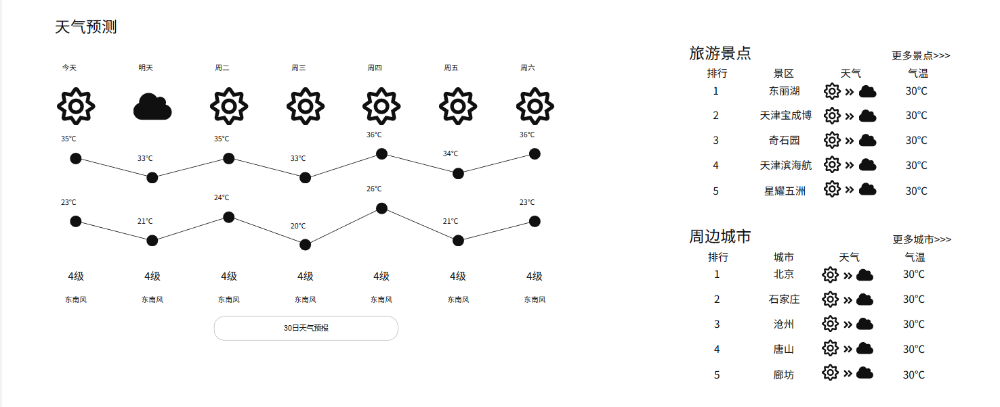 天气预测
今天 明天 周二 周三 周四 周五 周六
35℃ 33℃ 35℃ 33℃ 36℃ 34℃ 36℃
23℃ 21℃ 24℃ 20℃ 26℃ 21℃ 23℃
4级 4级 4级 4级 4级 4级 4级
东南风 东南风 东南风 东南风 东南风 东南风 东南风
30日天气预报
旅游景点 更多景点>>>
排行 景区 天气 气温
1 东丽湖 30℃
2 天津宝成博 30℃
3 奇石园 30℃
4 天津滨海航 30℃
5 星耀五洲 30℃
周边城市 更多城市>>>
排行 城市 天气 气温
1 北京 30℃
2 石家庄 30℃
3 沧州 30℃
4 唐山 30℃
5 廊坊 30℃